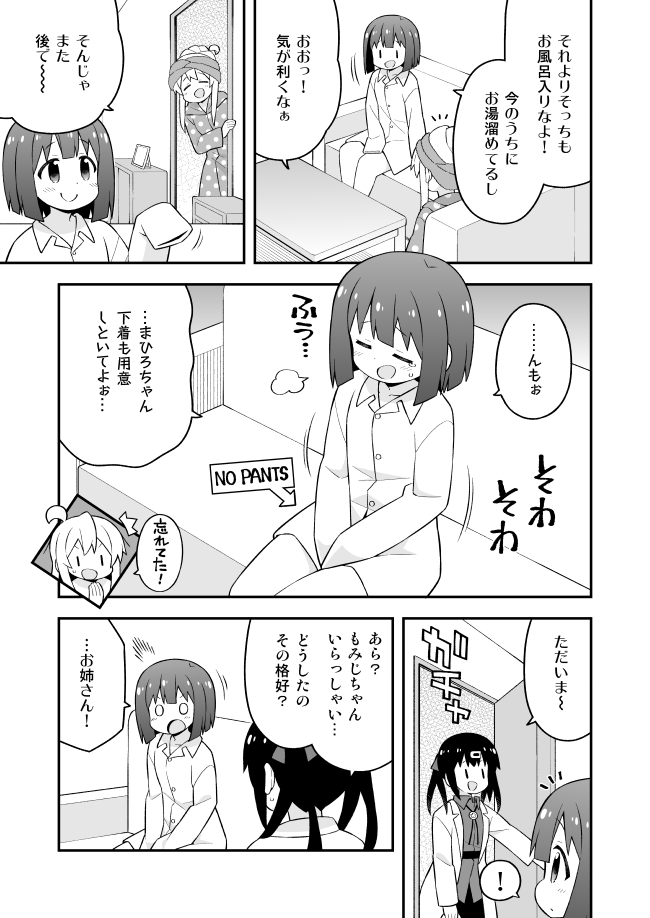 それよりそっちも
お風呂入りなよ！
今のうちに
お湯溜めてるし
おおっ！
気が利くなぁ
そんじゃ
また
後で〜〜
……んもぉ
ふぅ…
そわ
そわ
NO PANTS
…まひろちゃん
下着も用意
しといてよぉ…
忘れてた！
ただいま〜
ガチャ
！
あら？
もみじちゃん
いらっしゃい…
どうしたの
その格好？
…お姉さん！